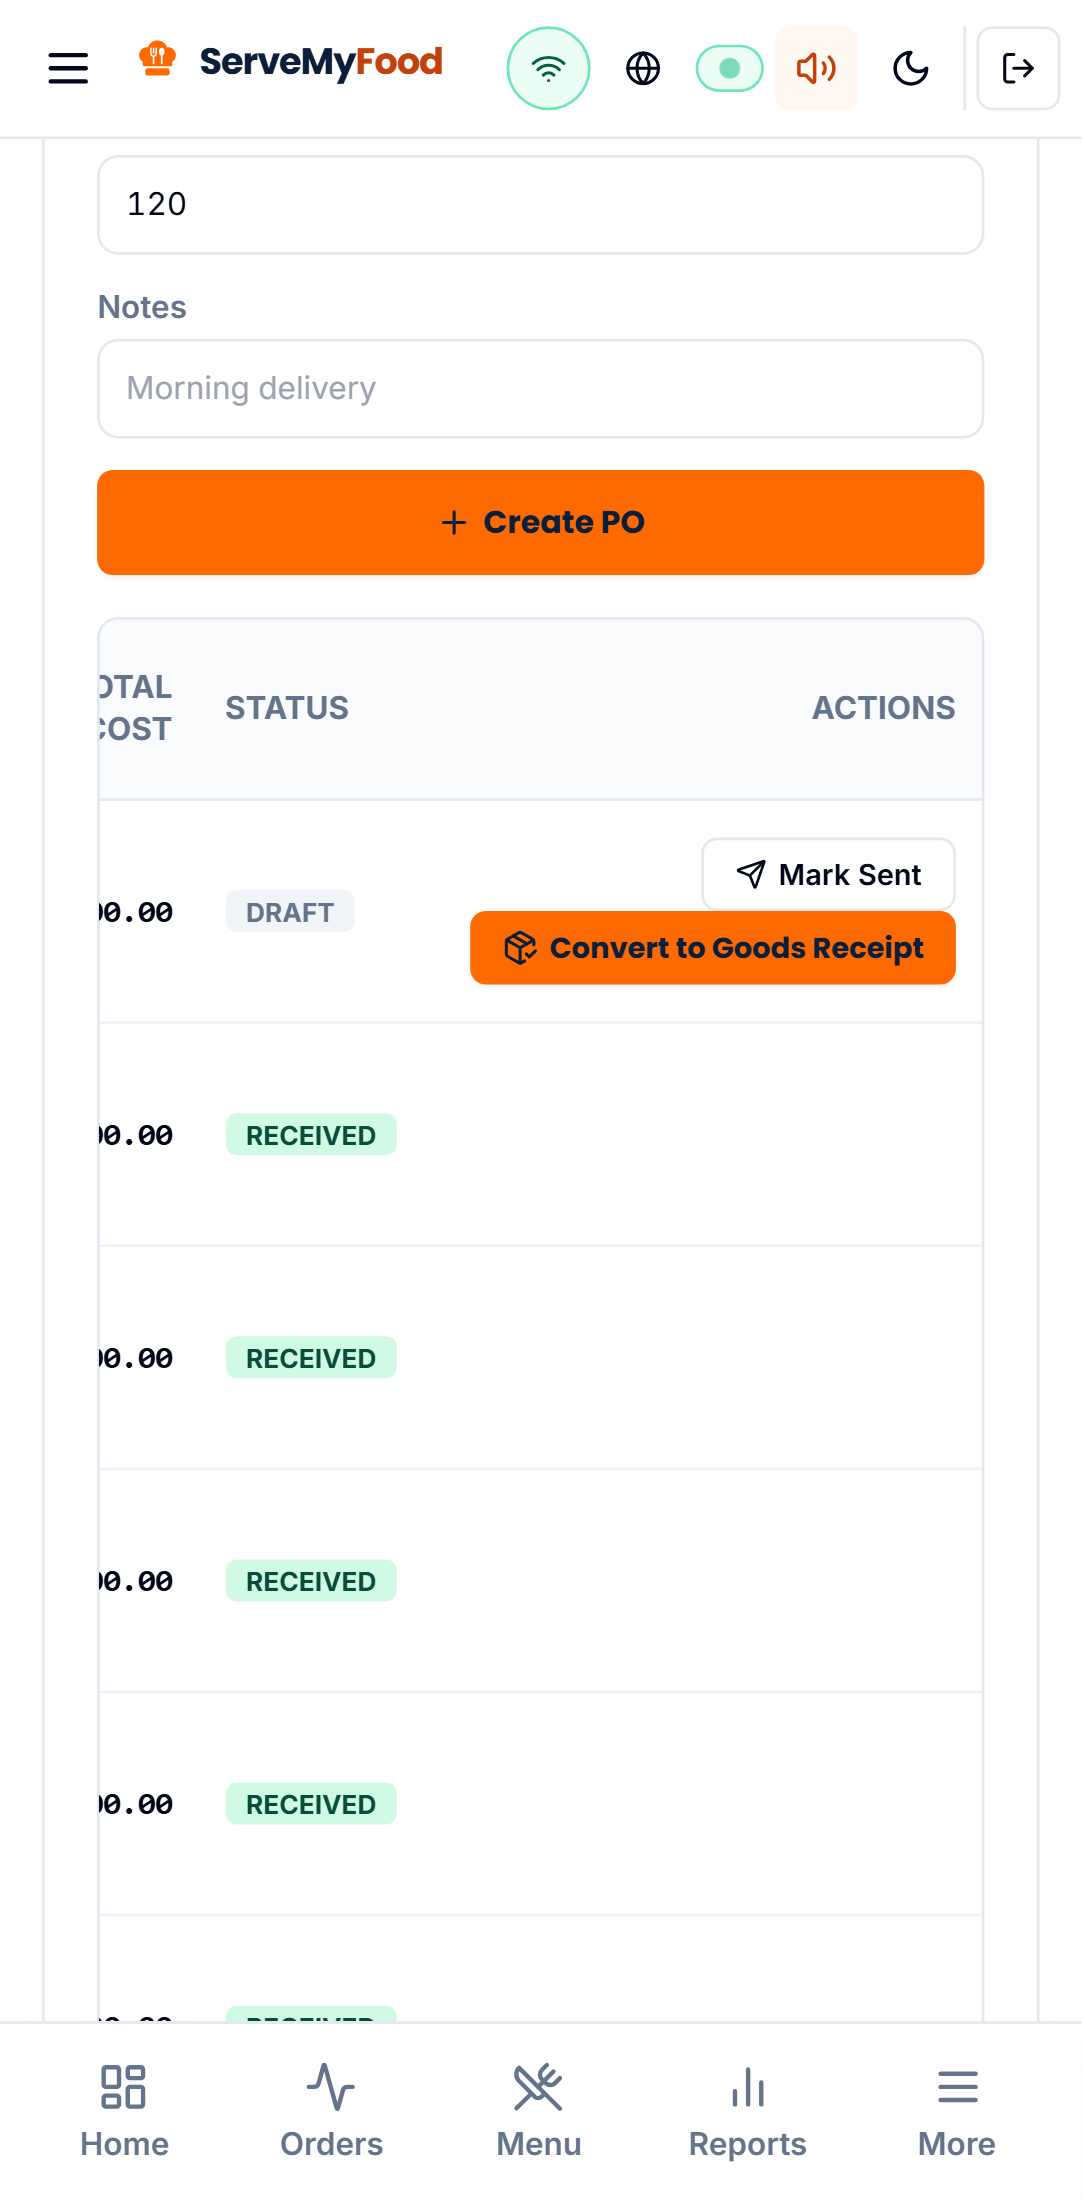 ServeMyFood
120
Notes
Morning delivery
Create PO
STATUS
ACTIONS
DRAFT
Mark Sent
Convert to Goods Receipt
RECEIVED
RECEIVED
RECEIVED
RECEIVED
Home
Orders
Menu
Reports
More